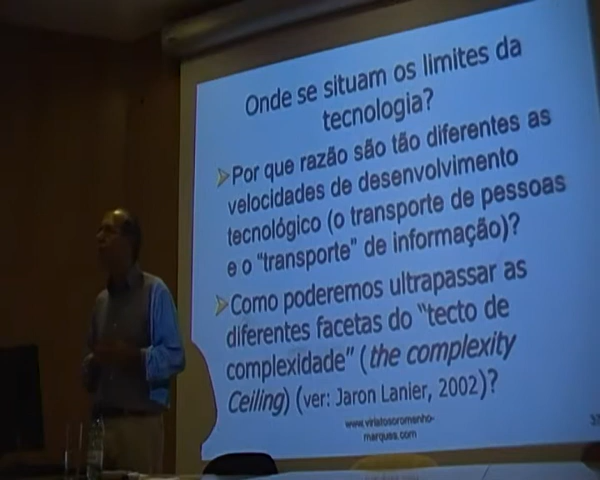 Onde se situam os limites da
tecnologia?
Por que razão são tão diferentes as
velocidades de desenvolvimento
tecnológico (o transporte de pessoas
e o "transporte" de informação)?
Como poderemos ultrapassar as
diferentes facetas do "tecto de
complexidade" (the complexity
Ceiling) (ver: Jaron Lanier, 2002)?
www.viriatosoromenho-
marques.com